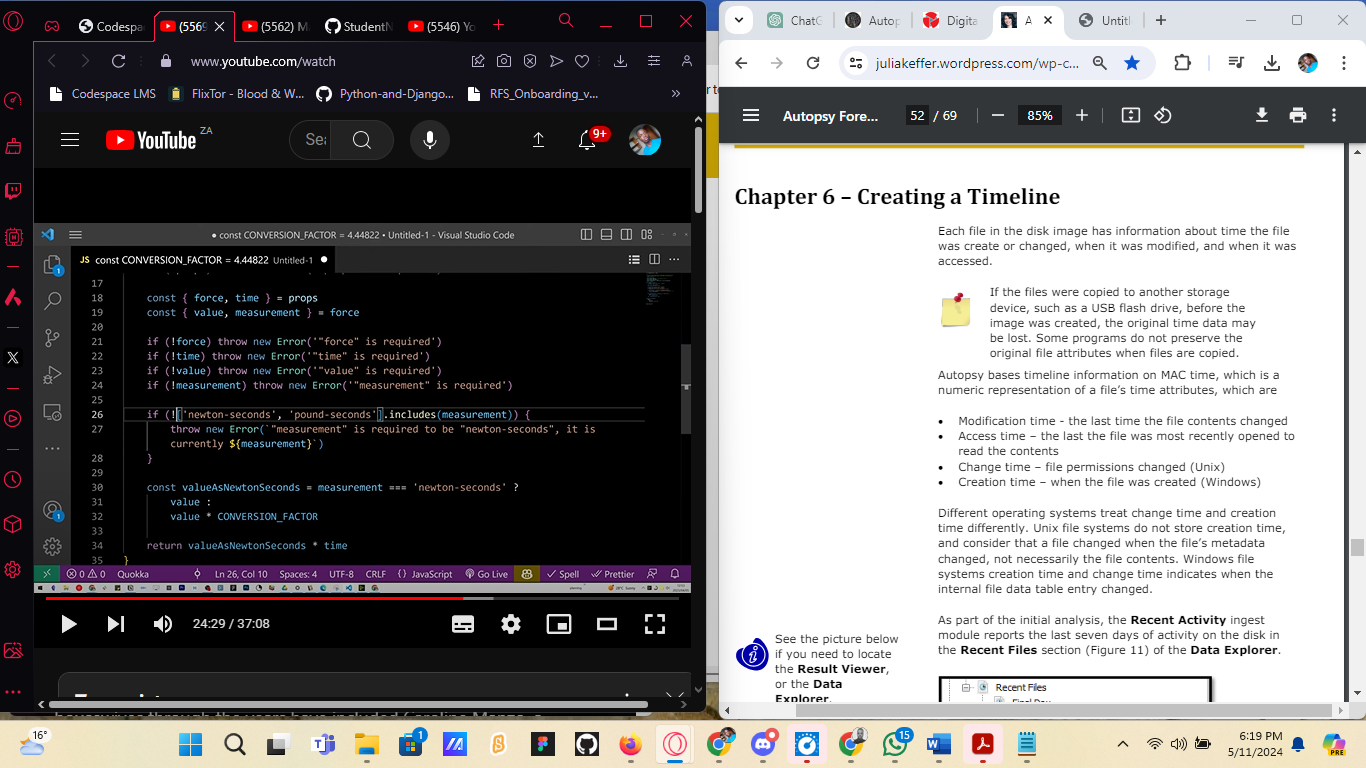 Codespa
(5569
(5562) M
StudentN
(5546) Yo
www.youtube.com/watch
Codespace LMS
FlixTor - Blood & W...
Python-and-Django...
RFS_Onboarding_v...
»
YouTube
ZA
Sea
9+
● const CONVERSION_FACTOR = 4.44822 • Untitled-1 - Visual Studio Code
JS const CONVERSION_FACTOR = 4.44822 Untitled-1 ●
17
18 const { force, time } = props
19 const { value, measurement } = force
20
21 if (!force) throw new Error('"force" is required')
22 if (!time) throw new Error('"time" is required')
23 if (!value) throw new Error('"value" is required')
24 if (!measurement) throw new Error('"measurement" is required')
25
26 if (!['newton-seconds', 'pound-seconds'].includes(measurement)) {
27 throw new Error(`"measurement" is required to be "newton-seconds", it is
currently ${measurement}`)
28 }
29
30 const valueAsNewtonSeconds = measurement === 'newton-seconds' ?
31 value :
32 value * CONVERSION_FACTOR
33
34 return valueAsNewtonSeconds * time
35 }
1
1
0 0 Quokka Ln 26, Col 10 Spaces: 4 UTF-8 CRLF {} JavaScript Go Live Spell Prettier
24:29 / 37:08
ChatG
Autop
Digita
A
Untitl
juliakeffer.wordpress.com/wp-c...
Autopsy Fore...
52 / 69
85%
Chapter 6 – Creating a Timeline
Each file in the disk image has information about time the file
was create or changed, when it was modified, and when it was
accessed.
If the files were copied to another storage
device, such as a USB flash drive, before the
image was created, the original time data may
be lost. Some programs do not preserve the
original file attributes when files are copied.
Autopsy bases timeline information on MAC time, which is a
numeric representation of a file's time attributes, which are
• Modification time - the last time the file contents changed
• Access time – the last the file was most recently opened to
read the contents
• Change time – file permissions changed (Unix)
• Creation time – when the file was created (Windows)
Different operating systems treat change time and creation
time differently. Unix file systems do not store creation time,
and consider that a file changed when the file's metadata
changed, not necessarily the file contents. Windows file
systems creation time and change time indicates when the
internal file data table entry changed.
As part of the initial analysis, the Recent Activity ingest
module reports the last seven days of activity on the disk in
the Recent Files section (Figure 11) of the Data Explorer.
See the picture below
if you need to locate
the Result Viewer,
or the Data
Explorer.
Recent Files
16°
1
15
6:19 PM
5/11/2024
PRE